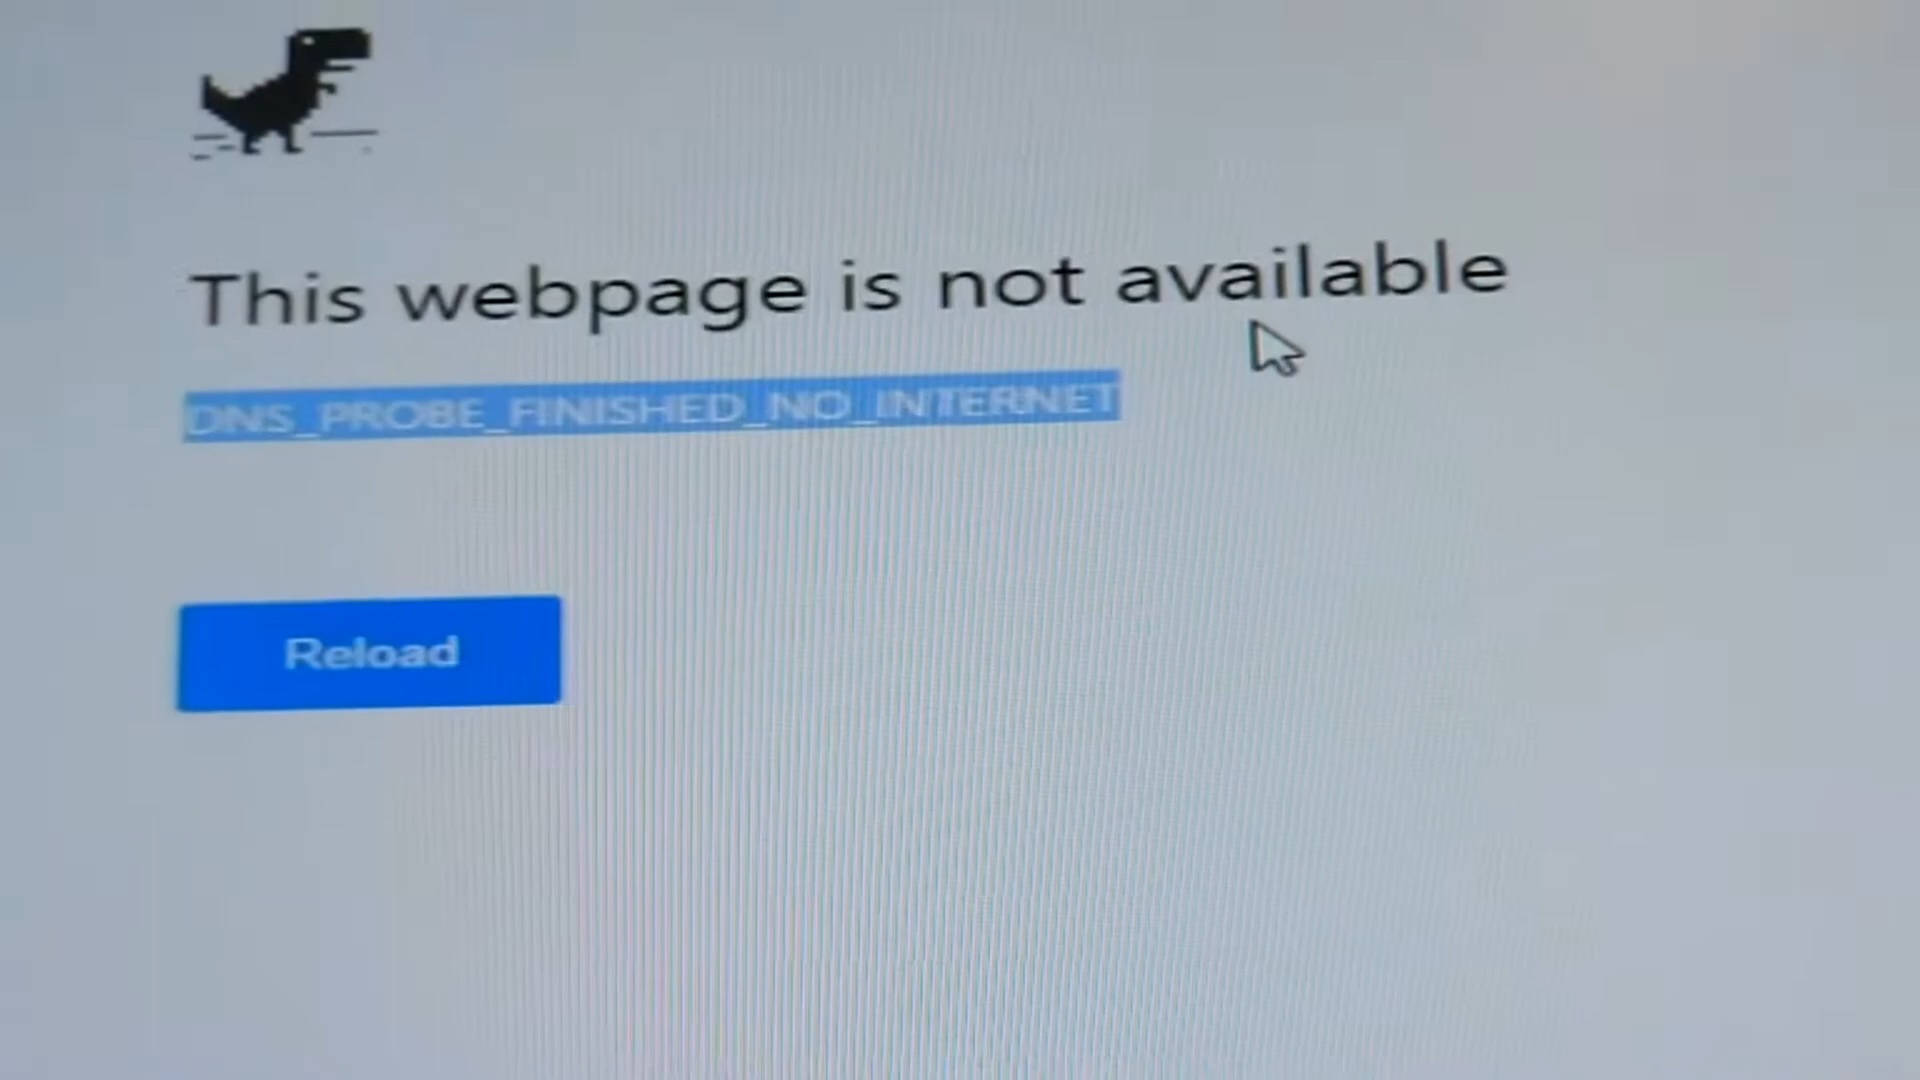 This webpage is not available
DNS_PROBE_FINISHED_NO_INTERNET
Reload